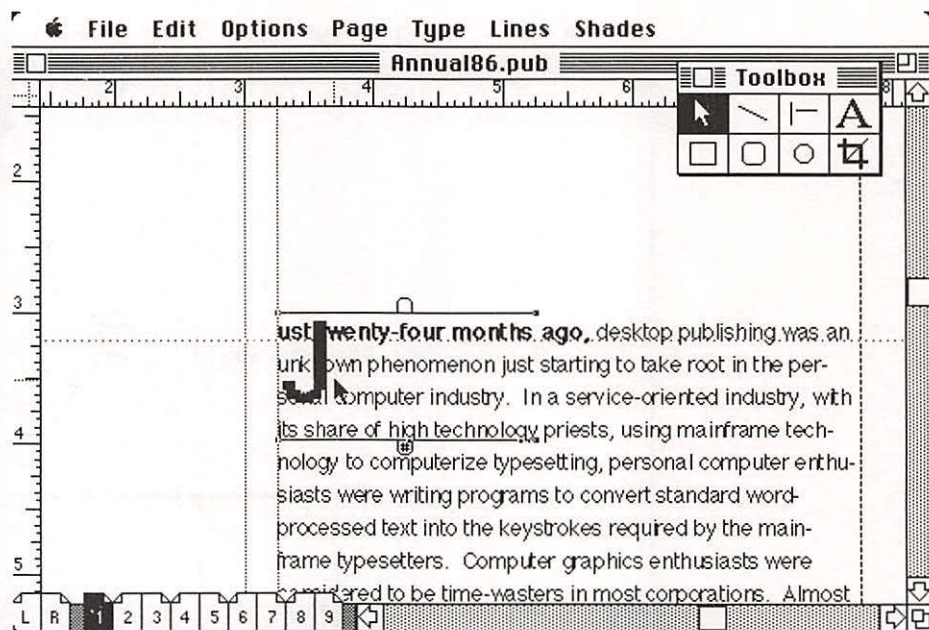 File Edit Options Page Type Lines Shades
Annual86.pub
Toolbox
2 3 4 5 6 8
A
2
3
4
5
J
ust twenty-four months ago, desktop publishing was an
unknown phenomenon just starting to take root in the per-
sonal computer industry. In a service-oriented industry, with
its share of high technology priests, using mainframe tech-
nology to computerize typesetting, personal computer enthu-
siasts were writing programs to convert standard word-
processed text into the keystrokes required by the main-
frame typesetters. Computer graphics enthusiasts were
considered to be time-wasters in most corporations. Almost
L R 1 2 3 4 5 6 7 8 9